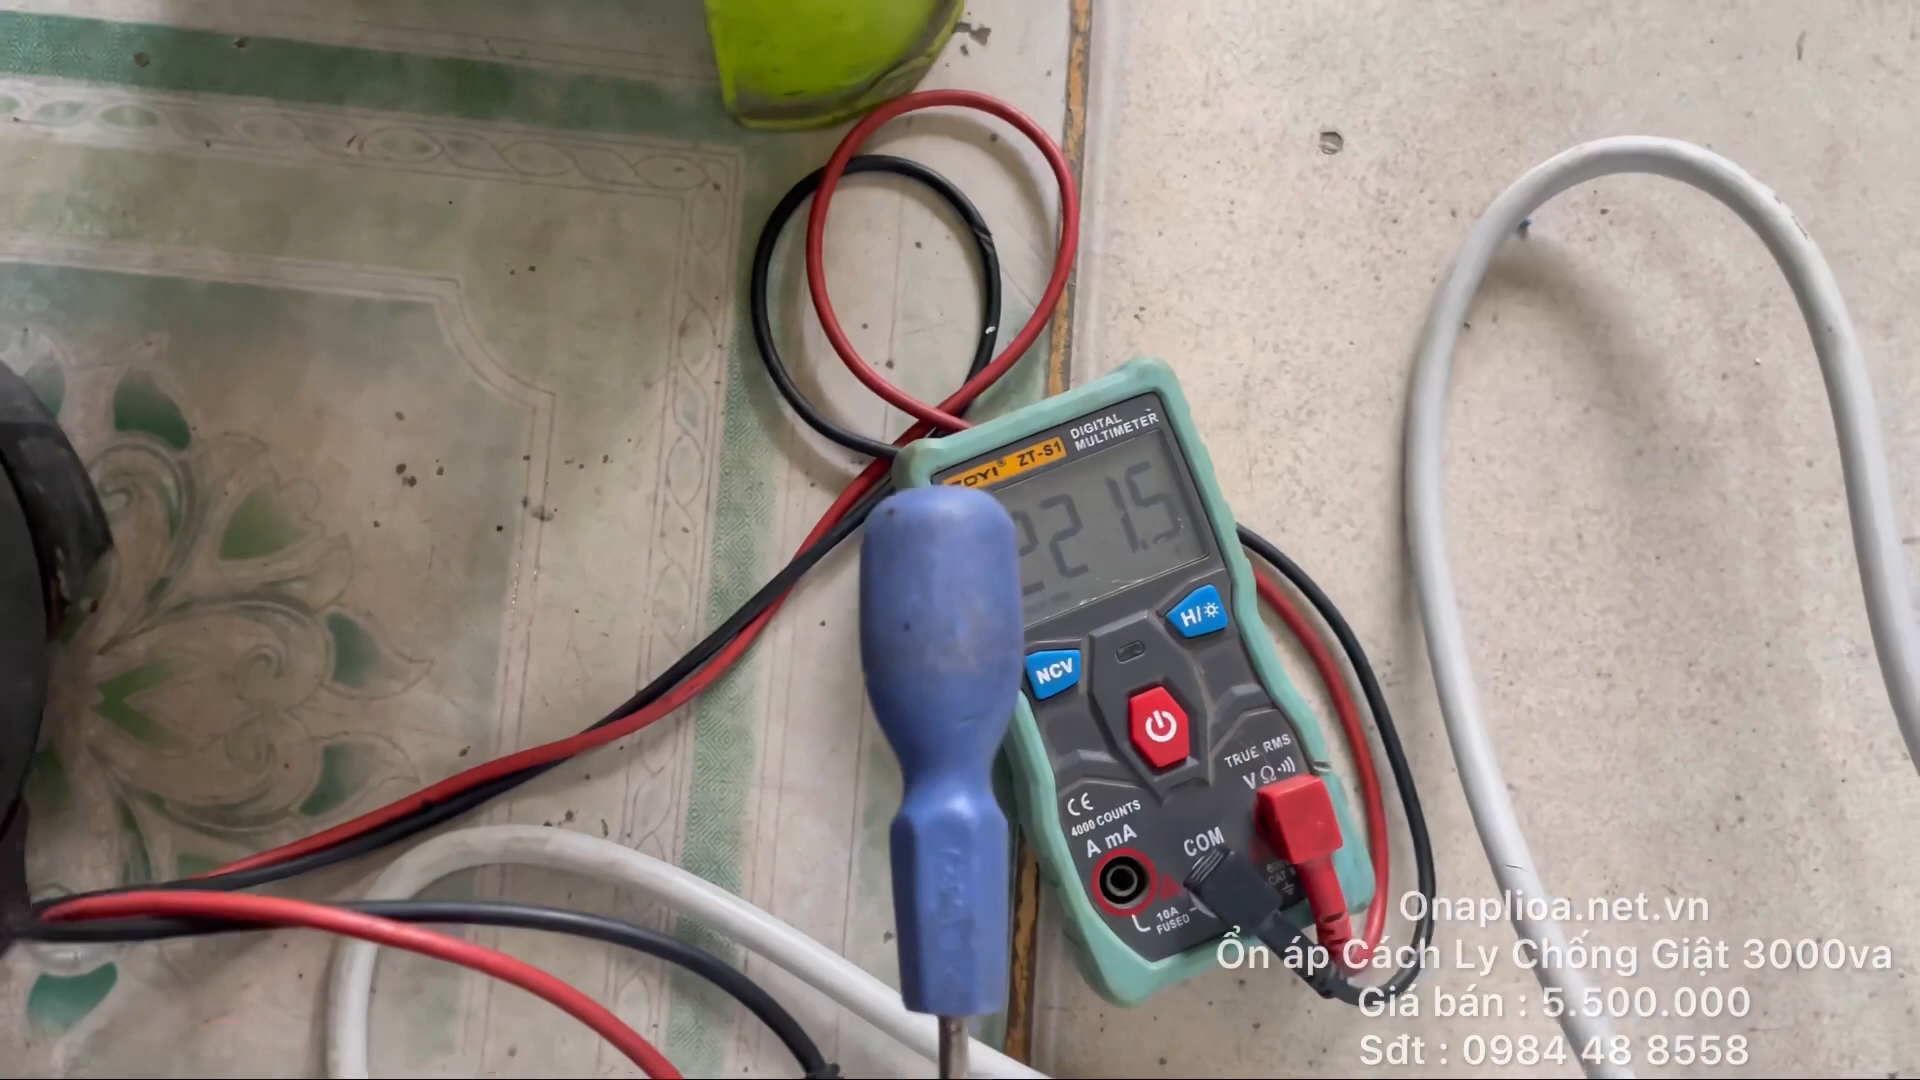 DIGITAL
MULTIMETER
ZT-S1
221.5
H/
NCV
TRUE RMS
VΩ
CE
4000 COUNTS
A mA
COM
10A
FUSED
Onaplioa.net.vn
Ổn áp Cách Ly Chống Giật 3000va
Giá bán : 5.500.000
Sđt : 0984 48 8558